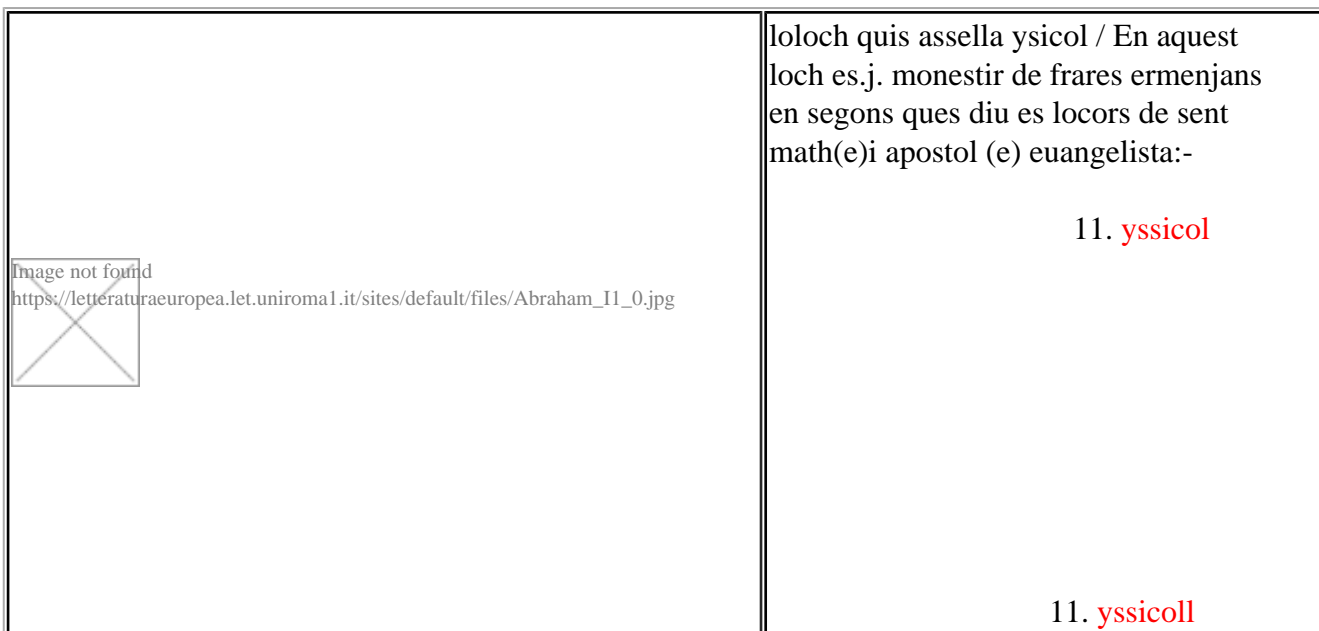 loloch quis assella ysicol / En aquest
loch es.j. monestir de frares ermenjans
en segons ques diu es locors de sent
math(e)i apostol (e) euangelista:-
11. yssicol
Image not found
https://letteraturaeuropea.let.uniroma1.it/sites/default/files/Abraham_I1_0.jpg
11. yssicoll